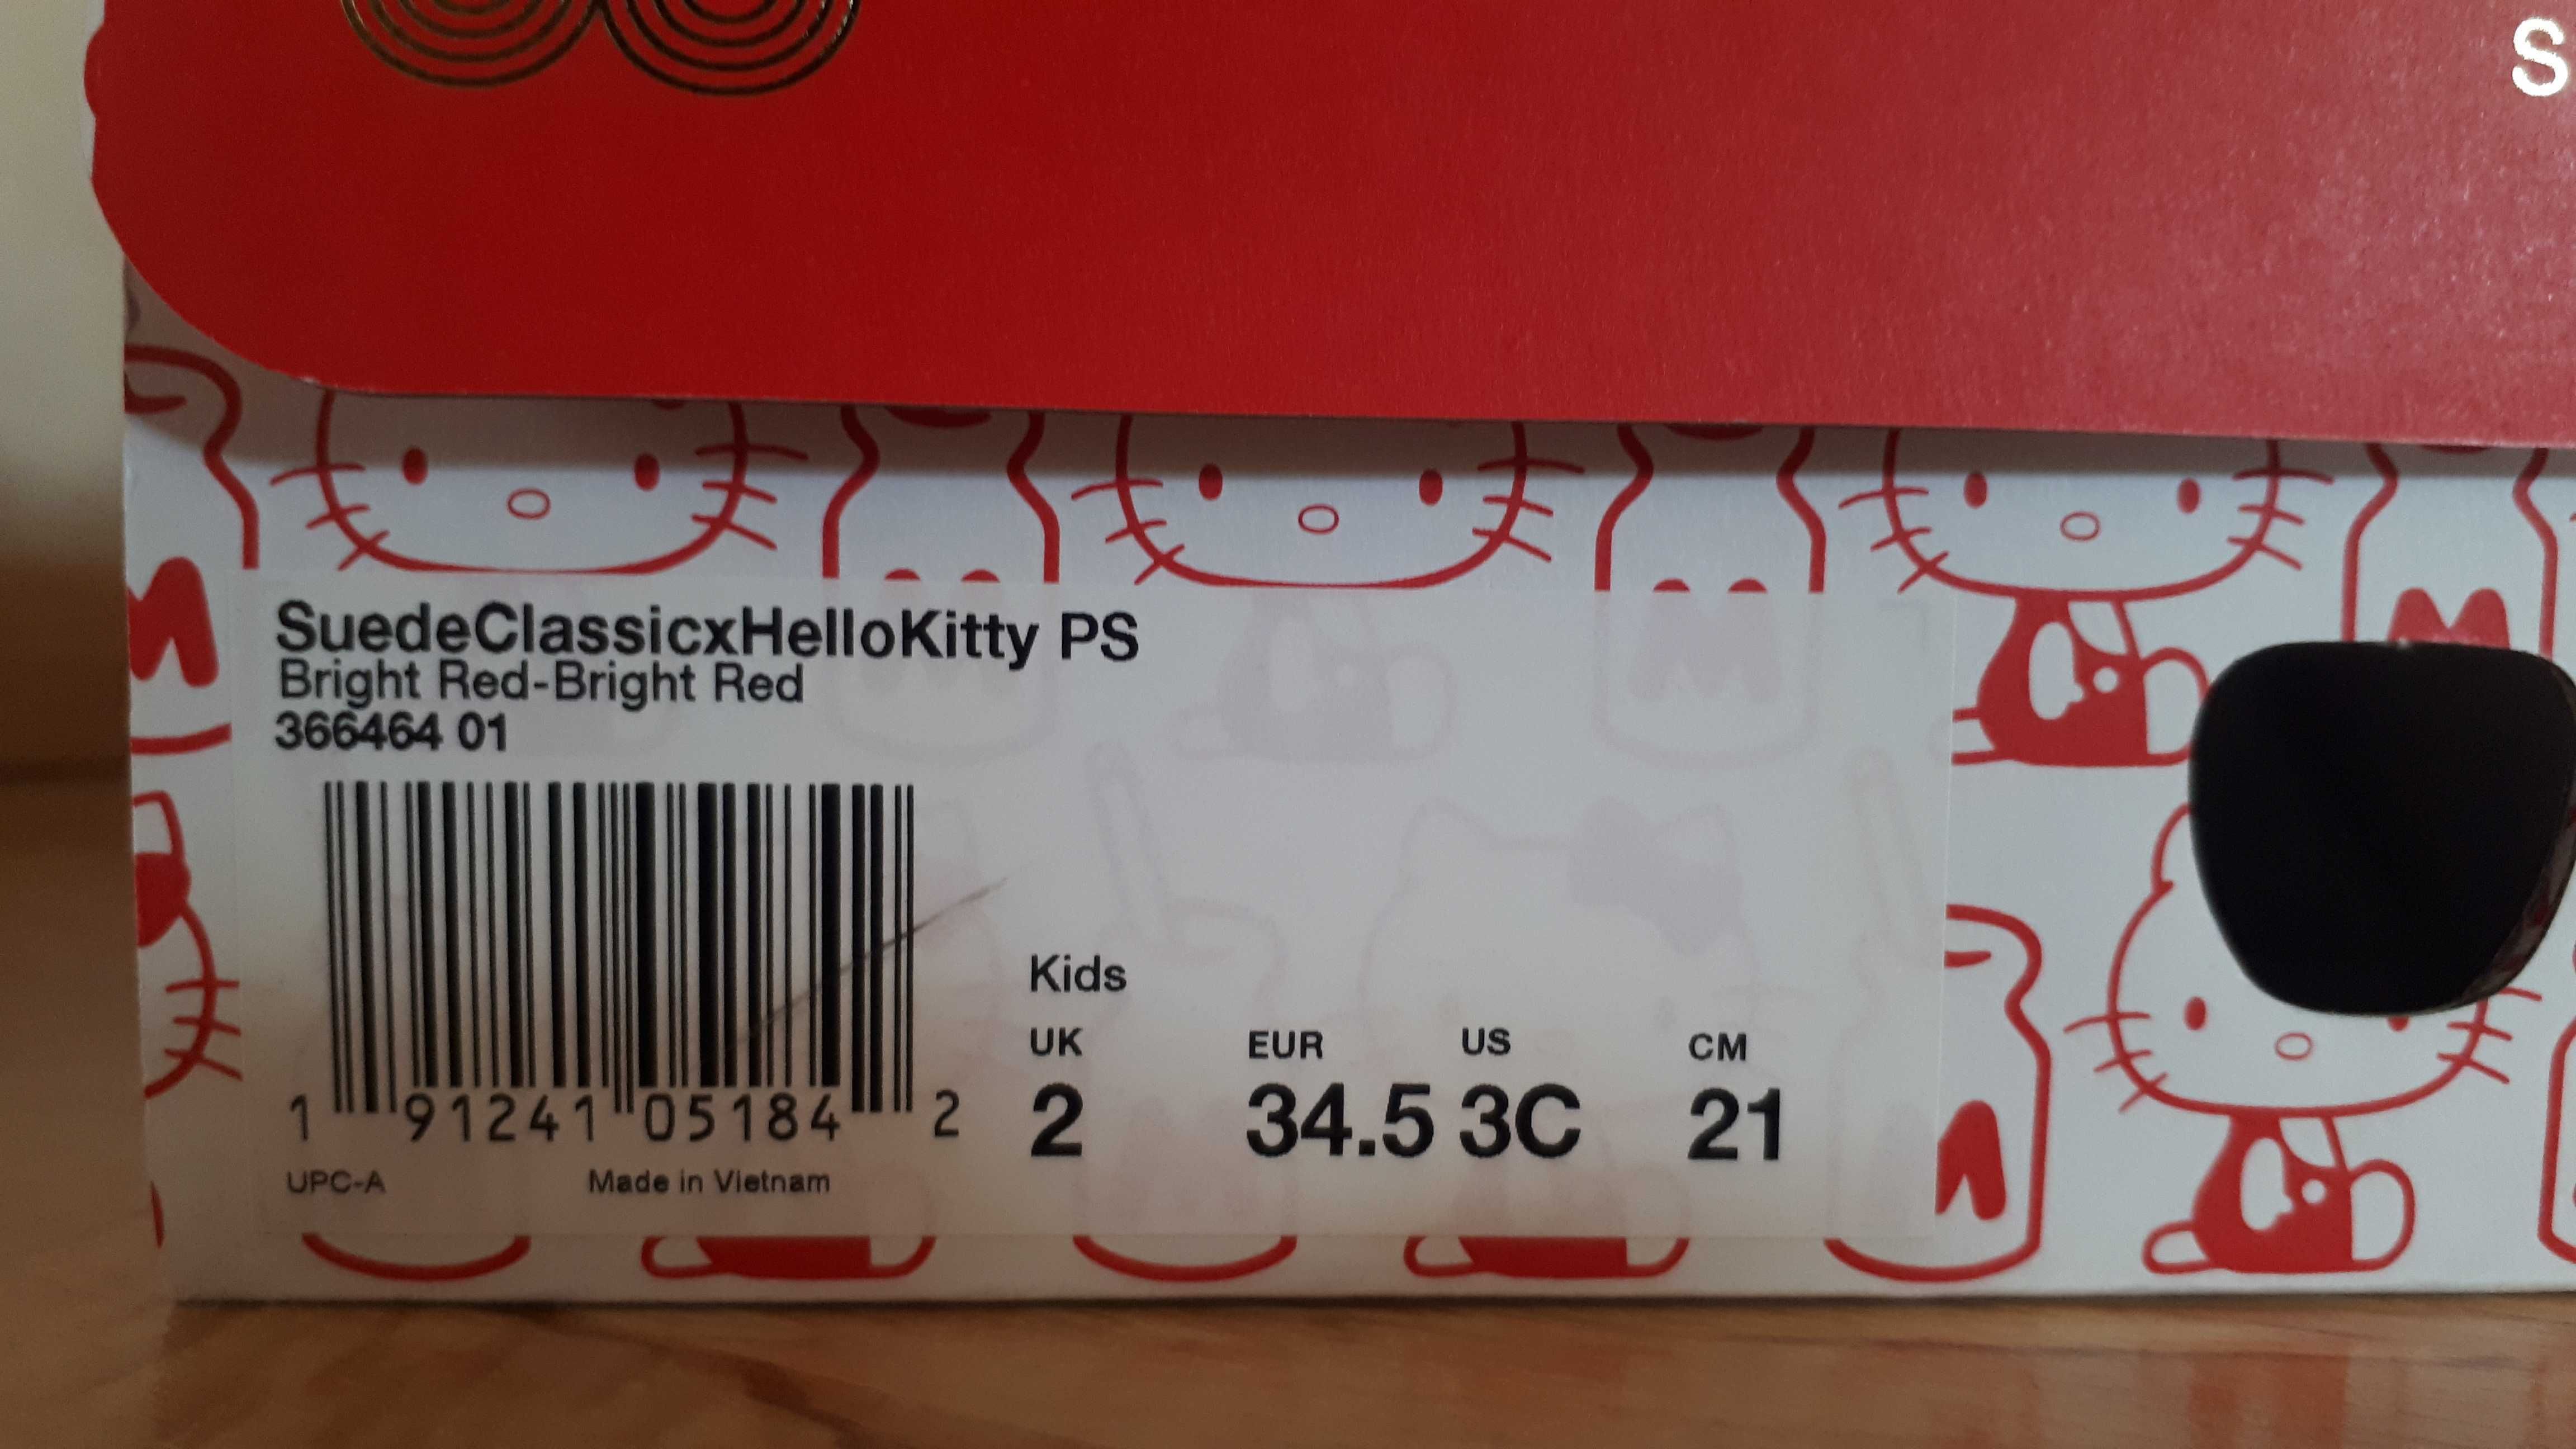 S
SuedeClassicxHelloKitty PS
Bright Red-Bright Red
366464 01
Kids
UK EUR US CM
2 34.5 3C 21
1 91241 05184 2
UPC-A Made in Vietnam